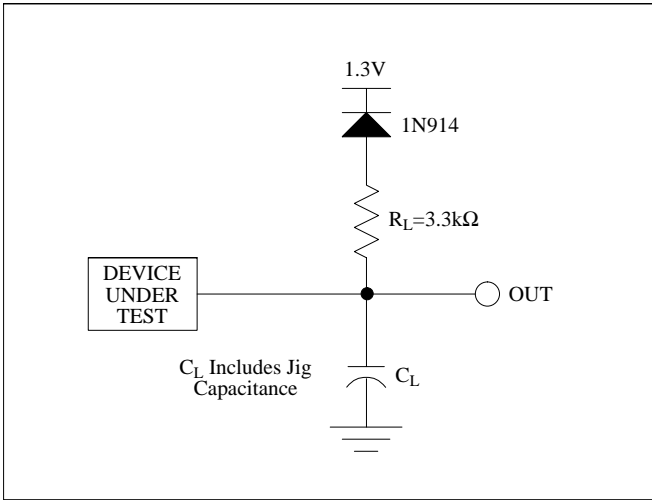 1.3V
1N914
R_L=3.3kΩ
DEVICE
UNDER
TEST
OUT
C_L Includes Jig
Capacitance
C_L